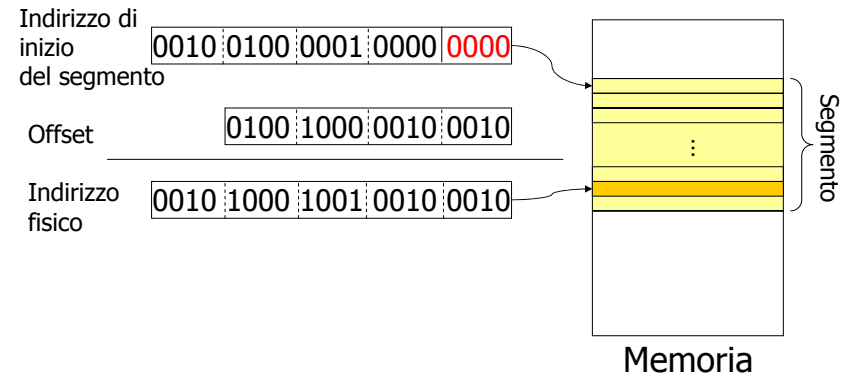 Indirizzo di
inizio
del segmento
0010 0100 0001 0000 0000
Offset
0100 1000 0010 0010
Indirizzo
fisico
0010 1000 1001 0010 0010
...
Segmento
Memoria